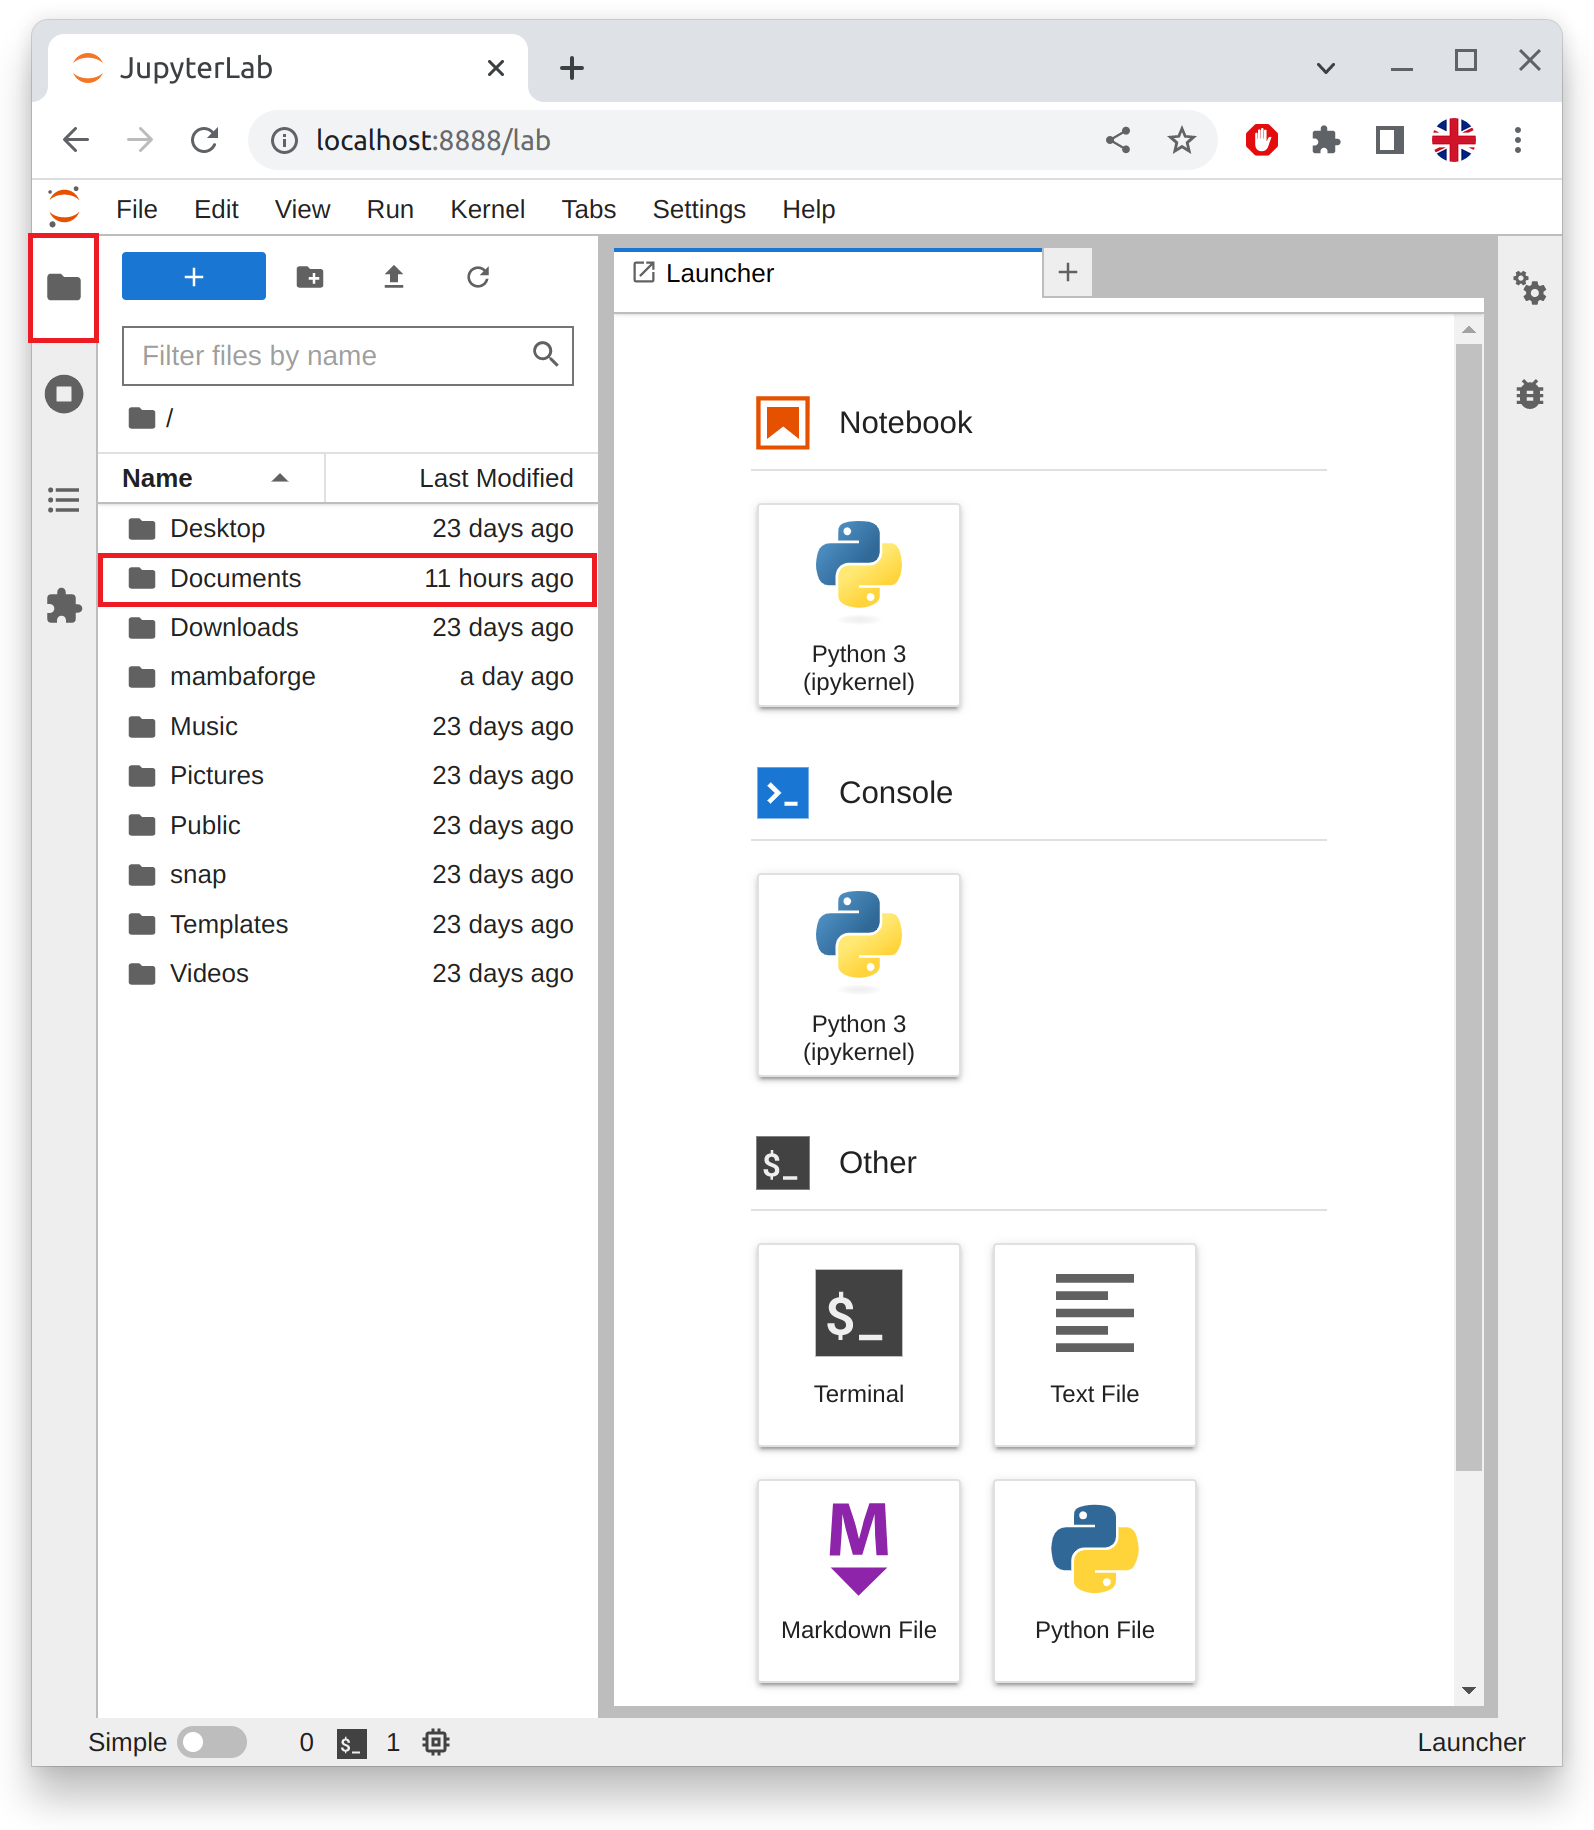 JupyterLab
localhost:8888/lab
File Edit View Run Kernel Tabs Settings Help
Filter files by name
/
Name Last Modified
Desktop 23 days ago
Documents 11 hours ago
Downloads 23 days ago
mambaforge a day ago
Music 23 days ago
Pictures 23 days ago
Public 23 days ago
snap 23 days ago
Templates 23 days ago
Videos 23 days ago
Launcher
Notebook
Python 3
(ipykernel)
Console
Python 3
(ipykernel)
$_ Other
$_
Terminal
Text File
M
Markdown File
Python File
Simple 0 $_ 1 Launcher